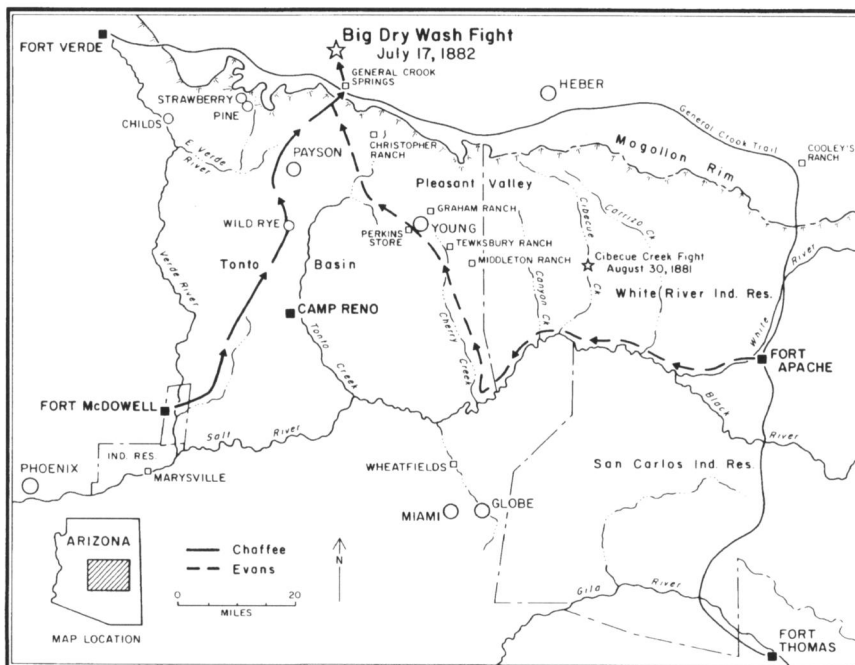 Big Dry Wash Fight
July 17, 1882
FORT VERDE
GENERAL CROOK
SPRINGS
HEBER
STRAWBERRY
PINE
CHILDS
J
CHRISTOPHER
RANCH
General Crook Trail
COOLEY'S
RANCH
E. Verde
River
PAYSON
Mogollon Rim
Pleasant Valley
GRAHAM RANCH
YOUNG
PERKINS
STORE
WILD RYE
TEWKSBURY RANCH
MIDDLETON RANCH
Cibecue
Ck
Carrizo Ck
Cibecue Creek Fight
August 30, 1881
Verde River
Tonto Basin
Canyon Ck
White River Ind. Res.
White
River
CAMP RENO
Tonto
Creek
Cherry
Creek
FORT
APACHE
Black
River
FORT McDOWELL
Salt River
IND. RES.
PHOENIX
MARYSVILLE
WHEATFIELDS
San Carlos Ind. Res.
MIAMI
GLOBE
ARIZONA
Chaffee
Evans
N
0 20
MILES
MAP LOCATION
Gila River
FORT
THOMAS